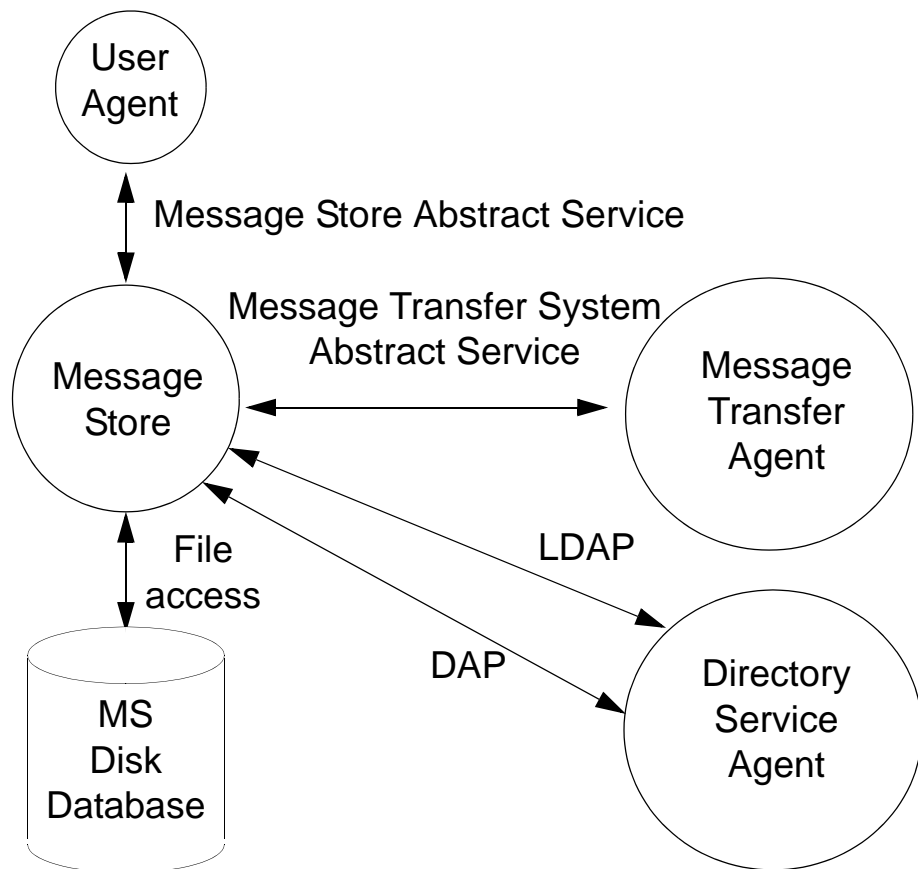 User
Agent
Message Store Abstract Service
Message Transfer System
Abstract Service
Message
Store
Message
Transfer
Agent
File
access
LDAP
DAP
MS
Disk
Database
Directory
Service
Agent